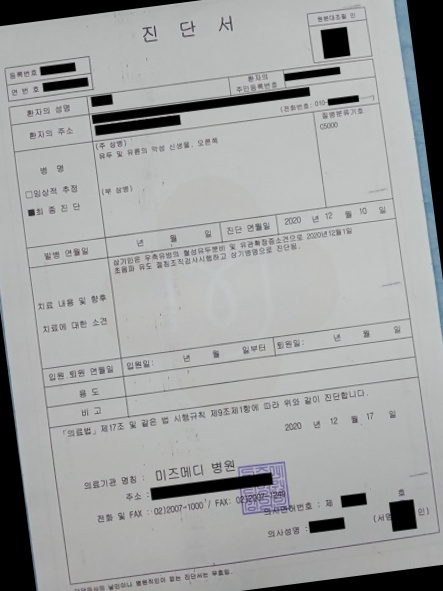 진 단 서
원본대조필 인
등록번호
연 번 호
환자의 성명
환자의 주민등록번호
환자의 주소
(전화번호: 010-
병 명
□임상적 추정
■최 종 진 단
(주 상병)
유두 및 유륜의 악성 신생물, 오른쪽
(부 상병)
질병분류기호
C5000
발병 연월일
년 월 일
진단 연월일
2020 년 12 월 10 일
치료 내용 및 향후
치료에 대한 소견
상기인은 우측유방의 혈성유두분비 및 유관확장증소견으로 2020년12월1일
초음파 유도 절침조직검사시행하고 상기병명으로 진단됨.
입원.퇴원 연월일
입원일: 년 월 일부터
퇴원일: 년 월 일
용 도
비 고
「의료법」 제17조 및 같은 법 시행규칙 제9조제1항에 따라 위와 같이 진단합니다.
2020 년 12 월 17 일
의료기관 명칭 : 미즈메디 병원
주소 :
전화 및 FAX : 02)2007-1000 / FAX: 02)2007-1249
의사면허번호 : 제 호
의사성명 : (서명 인)